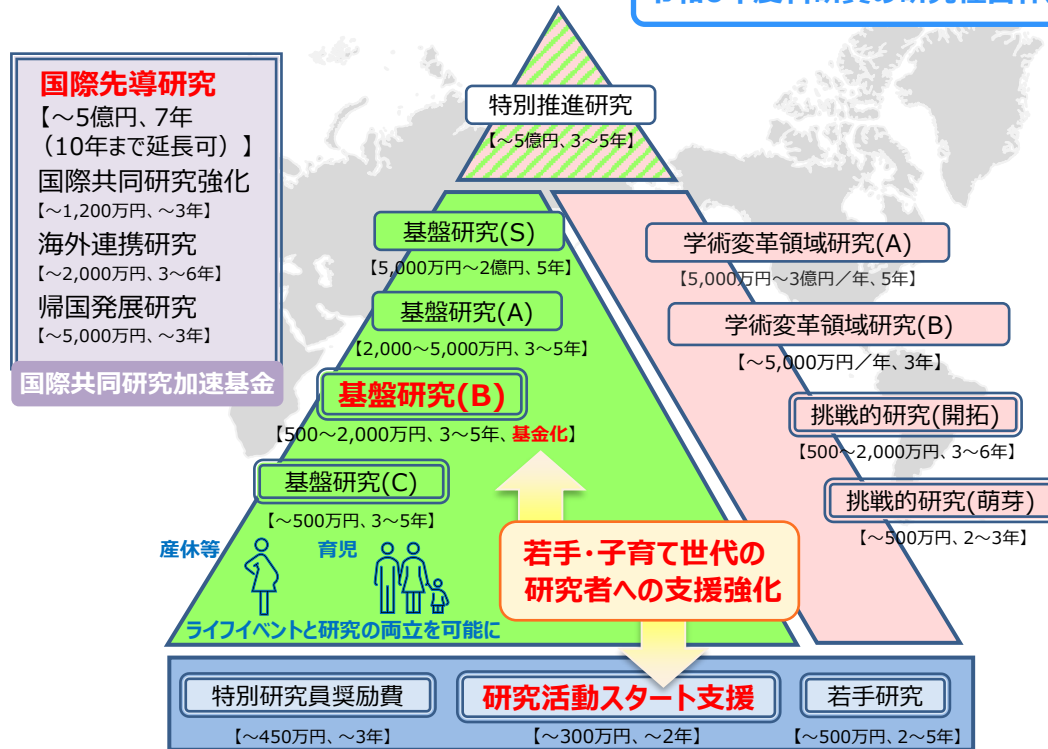 国際先導研究
【~5億円、7年
(10年まで延長可)】
国際共同研究強化
【~1,200万円、~3年】
海外連携研究
【~2,000万円、3~6年】
帰国発展研究
【~5,000万円、~3年】
国際共同研究加速基金
特別推進研究
【~5億円、3~5年】
基盤研究(S)
【5,000万円~2億円、5年】
基盤研究(A)
【2,000~5,000万円、3~5年】
基盤研究(B)
【500~2,000万円、3~5年、基金化】
基盤研究(C)
【~500万円、3~5年】
学術変革領域研究(A)
【5,000万円~3億円/年、5年】
学術変革領域研究(B)
【~5,000万円/年、3年】
挑戦的研究(開拓)
【500~2,000万円、3~6年】
挑戦的研究(萌芽)
【~500万円、2~3年】
産休等
育児
ライフイベントと研究の両立を可能に
若手・子育て世代の
研究者への支援強化
特別研究員奨励費
【~450万円、~3年】
研究活動スタート支援
【~300万円、~2年】
若手研究
【~500万円、2~5年】